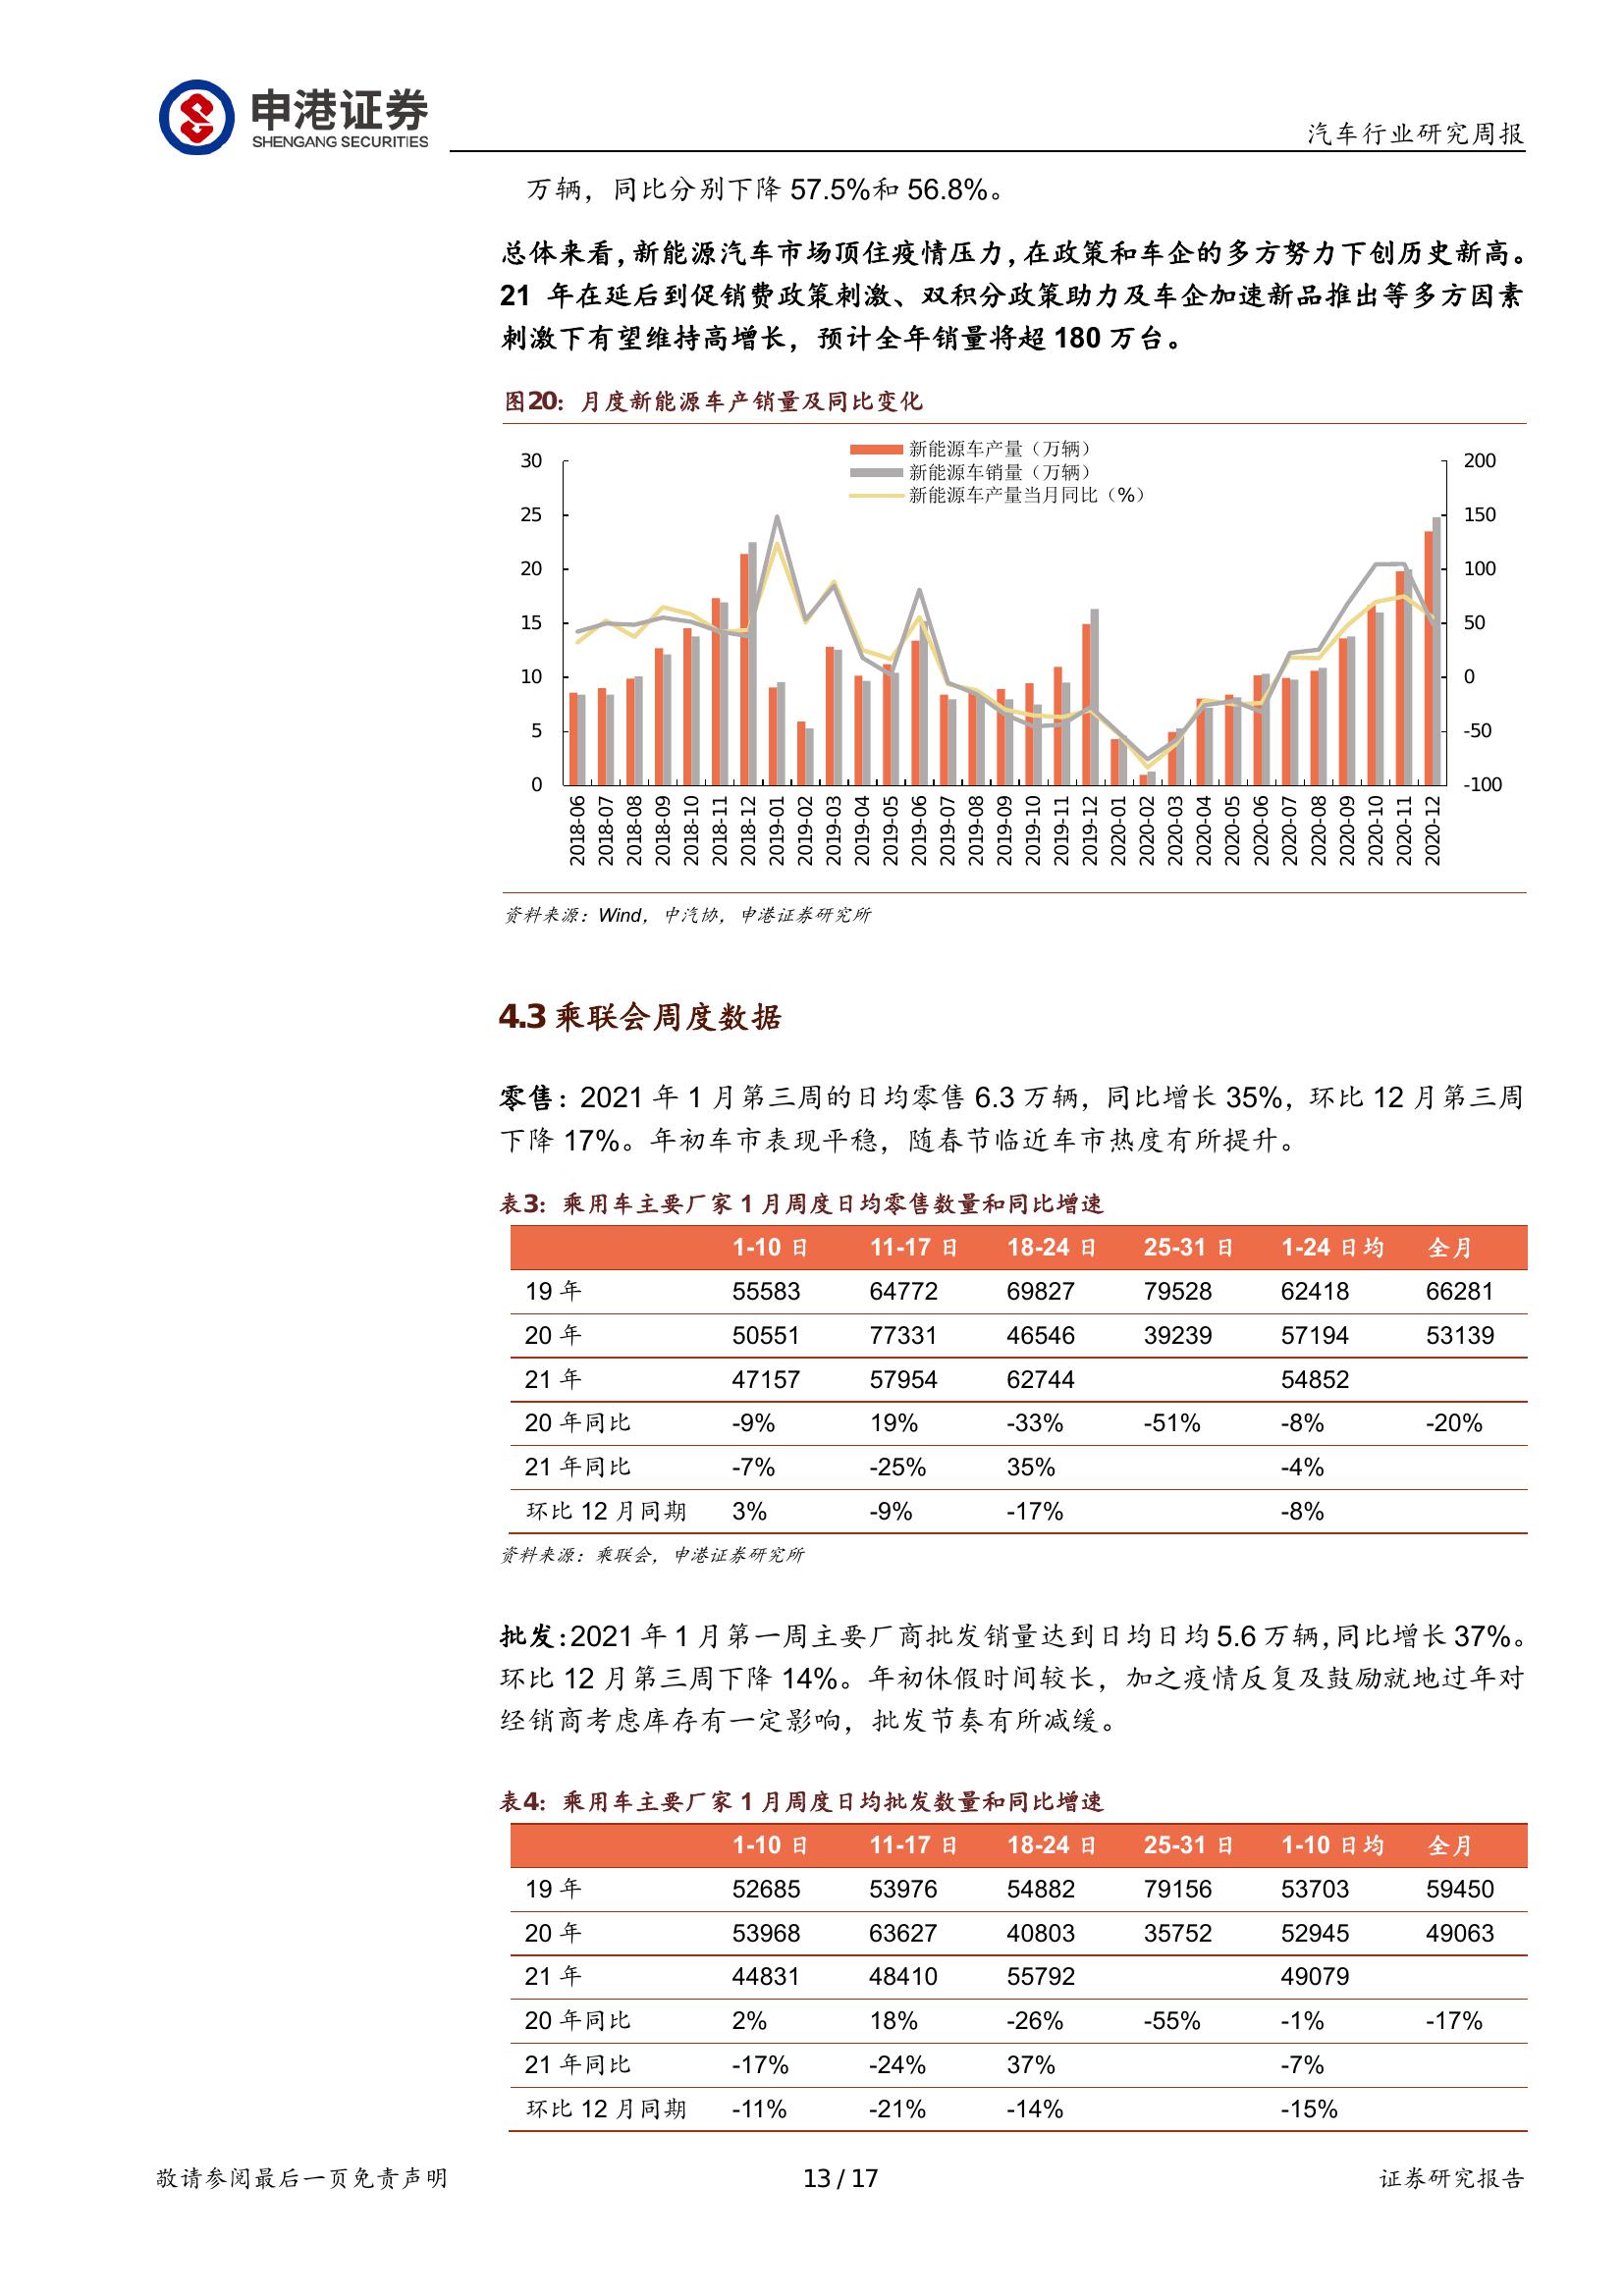 申港证券
SHENGANG SECURITIES
汽车行业研究周报
万辆，同比分别下降 57.5%和 56.8%。
总体来看，新能源汽车市场顶住疫情压力，在政策和车企的多方努力下创历史新高。
21 年在延后到促销费政策刺激、双积分政策助力及车企加速新品推出等多方因素
刺激下有望维持高增长，预计全年销量将超 180 万台。
图20：月度新能源车产销量及同比变化
新能源车产量（万辆）
新能源车销量（万辆）
新能源车产量当月同比（%）
30
25
20
15
10
5
0
200
150
100
50
0
-50
-100
2018-06 2018-07 2018-08 2018-09 2018-10 2018-11 2018-12 2019-01 2019-02 2019-03 2019-04 2019-05 2019-06 2019-07 2019-08 2019-09 2019-10 2019-11 2019-12 2020-01 2020-02 2020-03 2020-04 2020-05 2020-06 2020-07 2020-08 2020-09 2020-10 2020-11 2020-12
资料来源：Wind，中汽协，申港证券研究所
4.3 乘联会周度数据
零售：2021 年 1 月第三周的日均零售 6.3 万辆，同比增长 35%，环比 12 月第三周
下降 17%。年初车市表现平稳，随春节临近车市热度有所提升。
表3：乘用车主要厂家 1 月周度日均零售数量和同比增速
1-10 日 11-17 日 18-24 日 25-31 日 1-24 日均 全月
19 年 55583 64772 69827 79528 62418 66281
20 年 50551 77331 46546 39239 57194 53139
21 年 47157 57954 62744 54852
20 年同比 -9% 19% -33% -51% -8% -20%
21 年同比 -7% -25% 35% -4%
环比 12 月同期 3% -9% -17% -8%
资料来源：乘联会，申港证券研究所
批发：2021 年 1 月第一周主要厂商批发销量达到日均日均 5.6 万辆，同比增长 37%。
环比 12 月第三周下降 14%。年初休假时间较长，加之疫情反复及鼓励就地过年对
经销商考虑库存有一定影响，批发节奏有所减缓。
表4：乘用车主要厂家 1 月周度日均批发数量和同比增速
1-10 日 11-17 日 18-24 日 25-31 日 1-10 日均 全月
19 年 52685 53976 54882 79156 53703 59450
20 年 53968 63627 40803 35752 52945 49063
21 年 44831 48410 55792 49079
20 年同比 2% 18% -26% -55% -1% -17%
21 年同比 -17% -24% 37% -7%
环比 12 月同期 -11% -21% -14% -15%
敬请参阅最后一页免责声明
13 / 17
证券研究报告